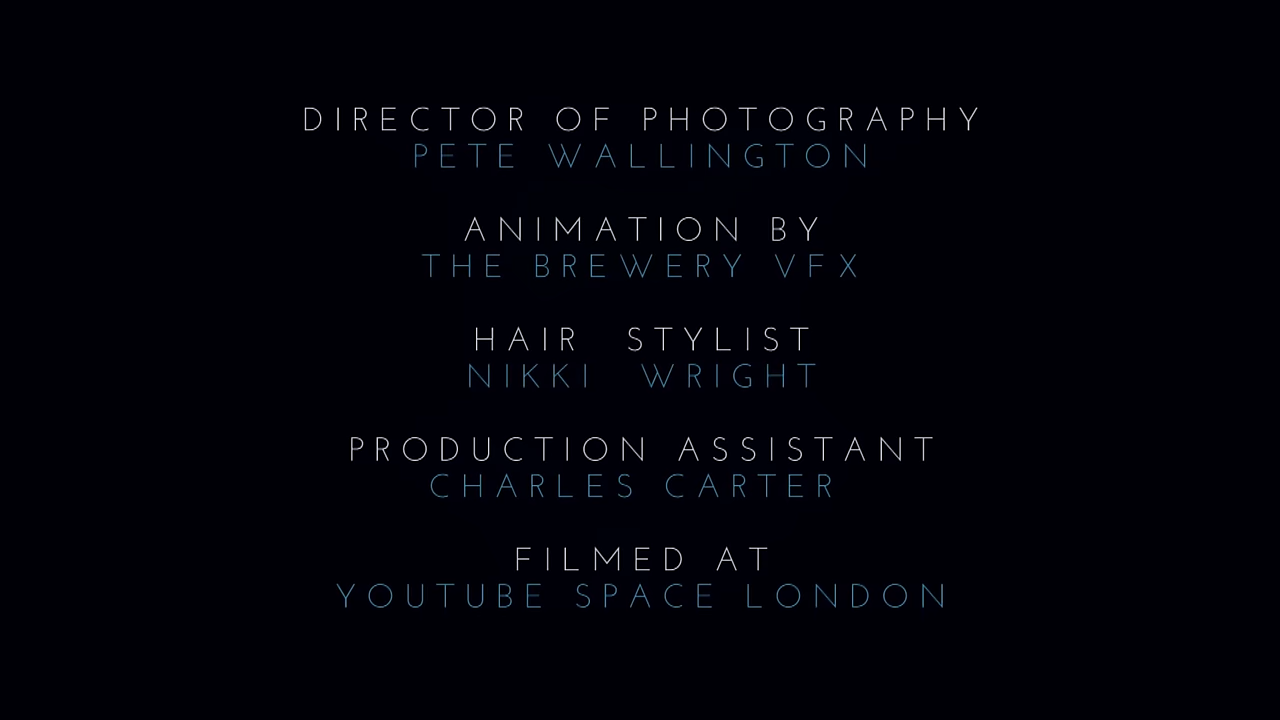 DIRECTOR OF PHOTOGRAPHY
PETE WALLINGTON
ANIMATION BY
THE BREWERY VFX
HAIR STYLIST
NIKKI WRIGHT
PRODUCTION ASSISTANT
CHARLES CARTER
FILMED AT
YOUTUBE SPACE LONDON